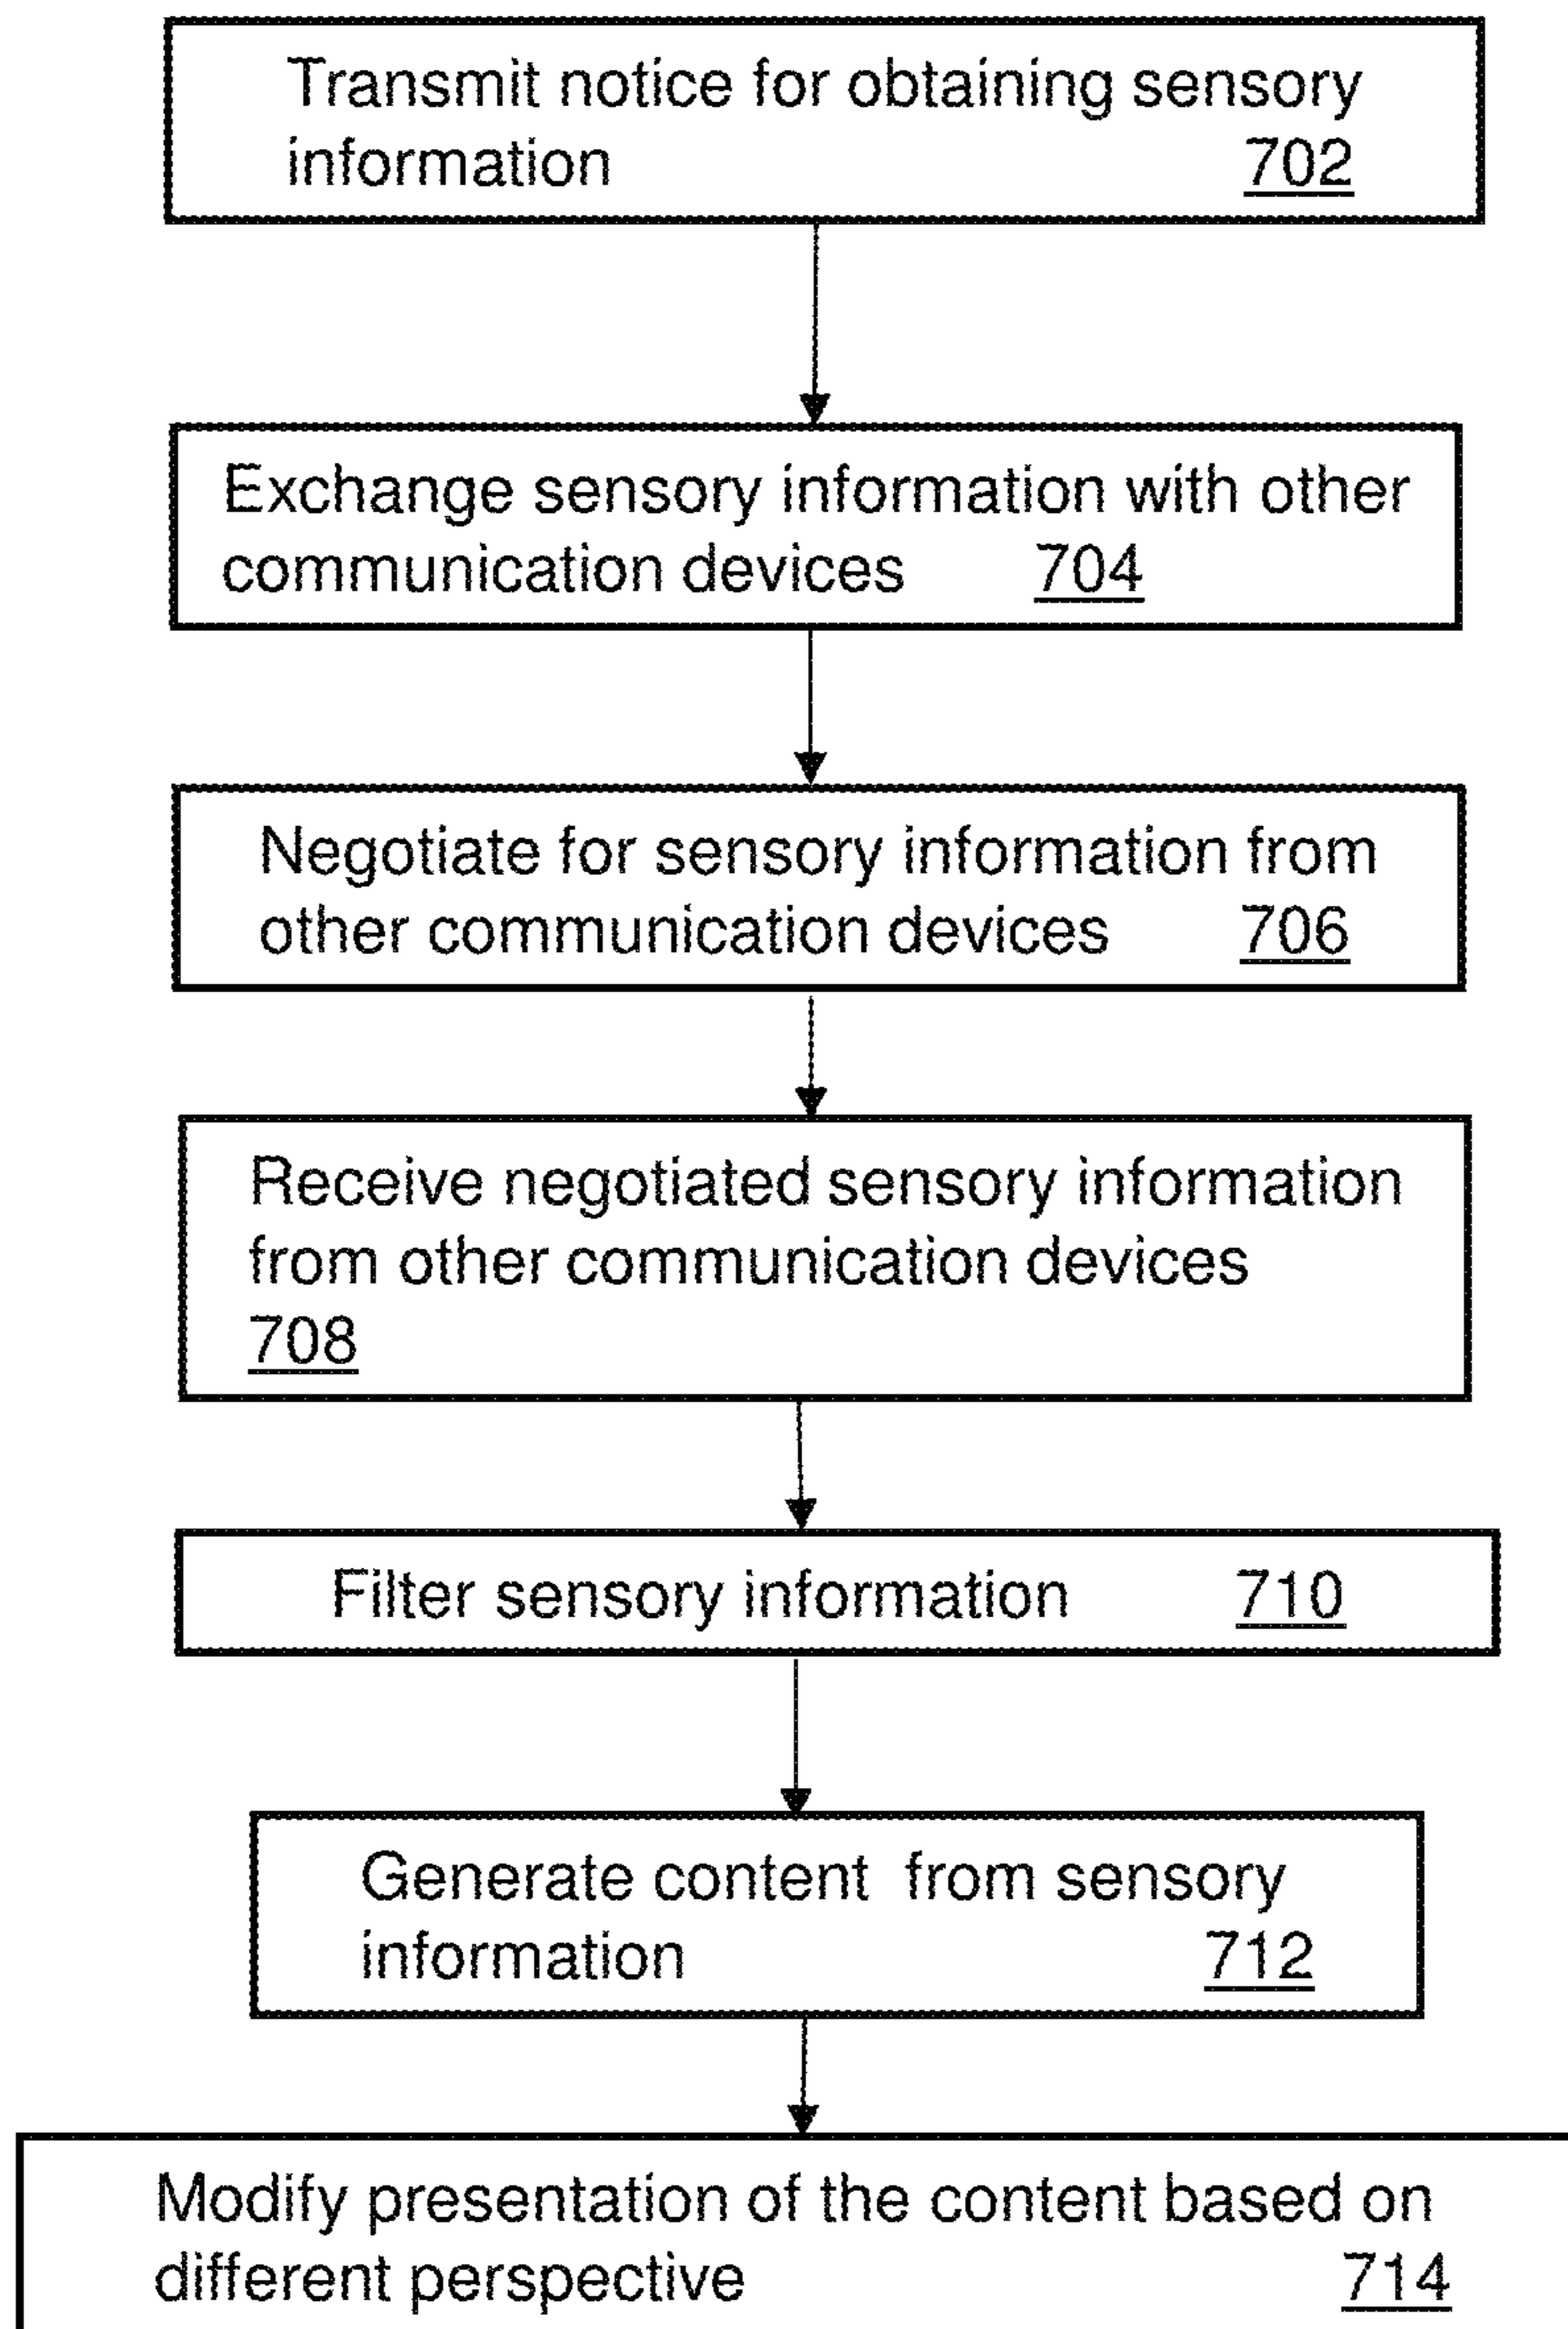 Transmit notice for obtaining sensory
information 702
Exchange sensory information with other
communication devices 704
Negotiate for sensory information from
other communication devices 706
Receive negotiated sensory information
from other communication devices
708
Filter sensory information 710
Generate content from sensory
information 712
Modify presentation of the content based on
different perspective 714